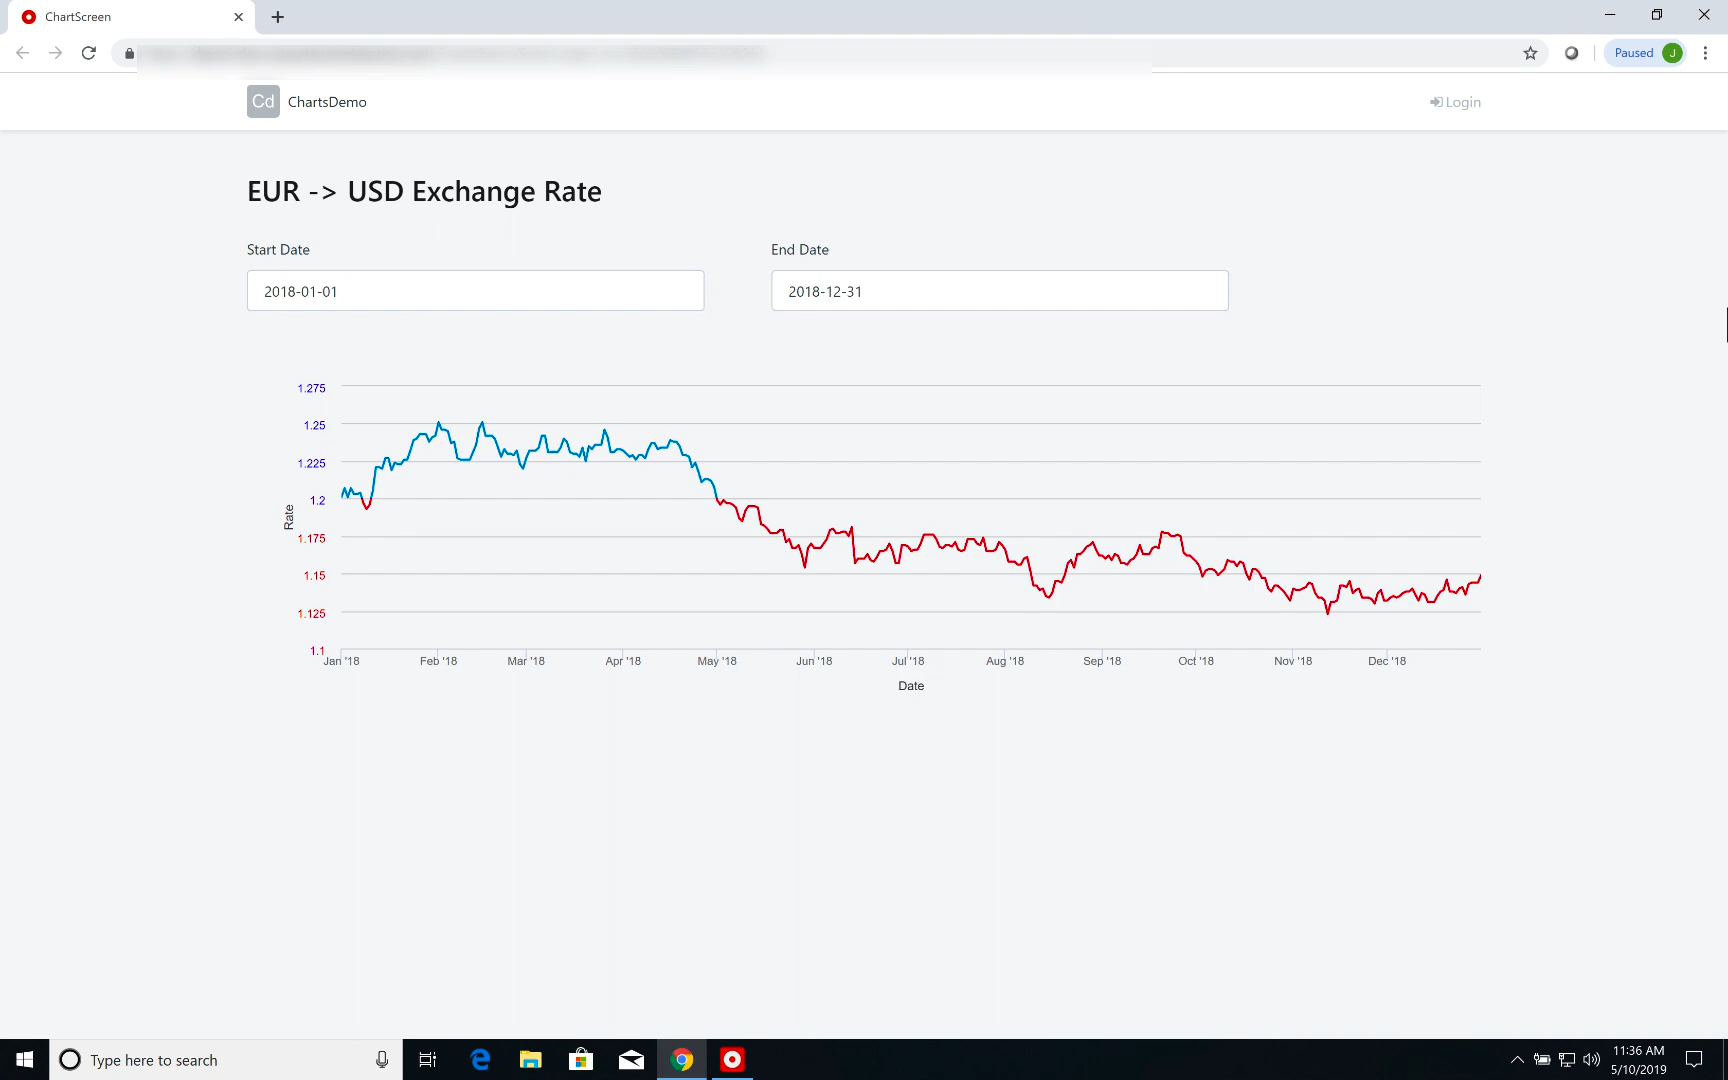 ChartScreen
Paused J
Cd ChartsDemo
Login
EUR -> USD Exchange Rate
Start Date
End Date
2018-01-01
2018-12-31
1.275
1.25
1.225
1.2
1.175
1.15
1.125
1.1
Rate
Jan '18 Feb '18 Mar '18 Apr '18 May '18 Jun '18 Jul '18 Aug '18 Sep '18 Oct '18 Nov '18 Dec '18
Date
Type here to search
11:36 AM
5/10/2019